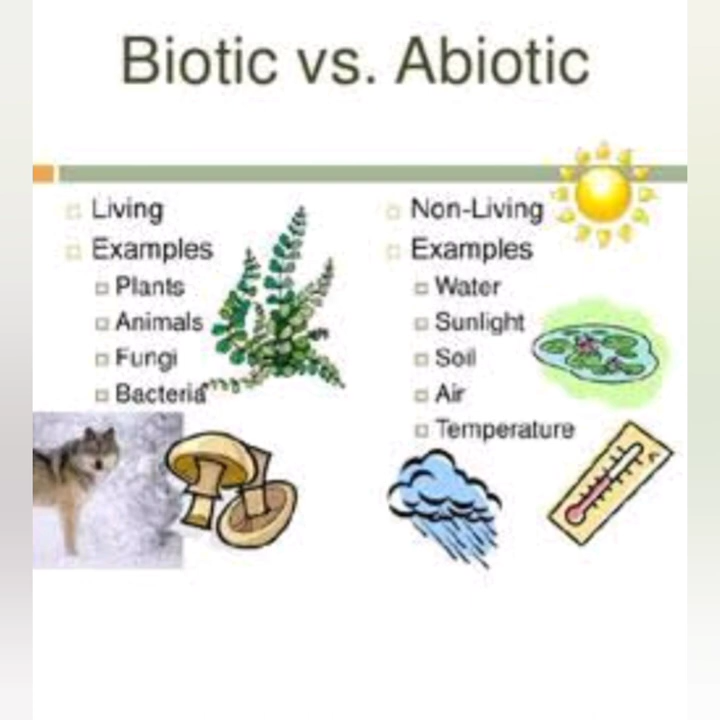 Biotic vs. Abiotic
Living
Examples
Plants
Animals
Fungi
Bacteria
Non-Living
Examples
Water
Sunlight
Soil
Air
Temperature